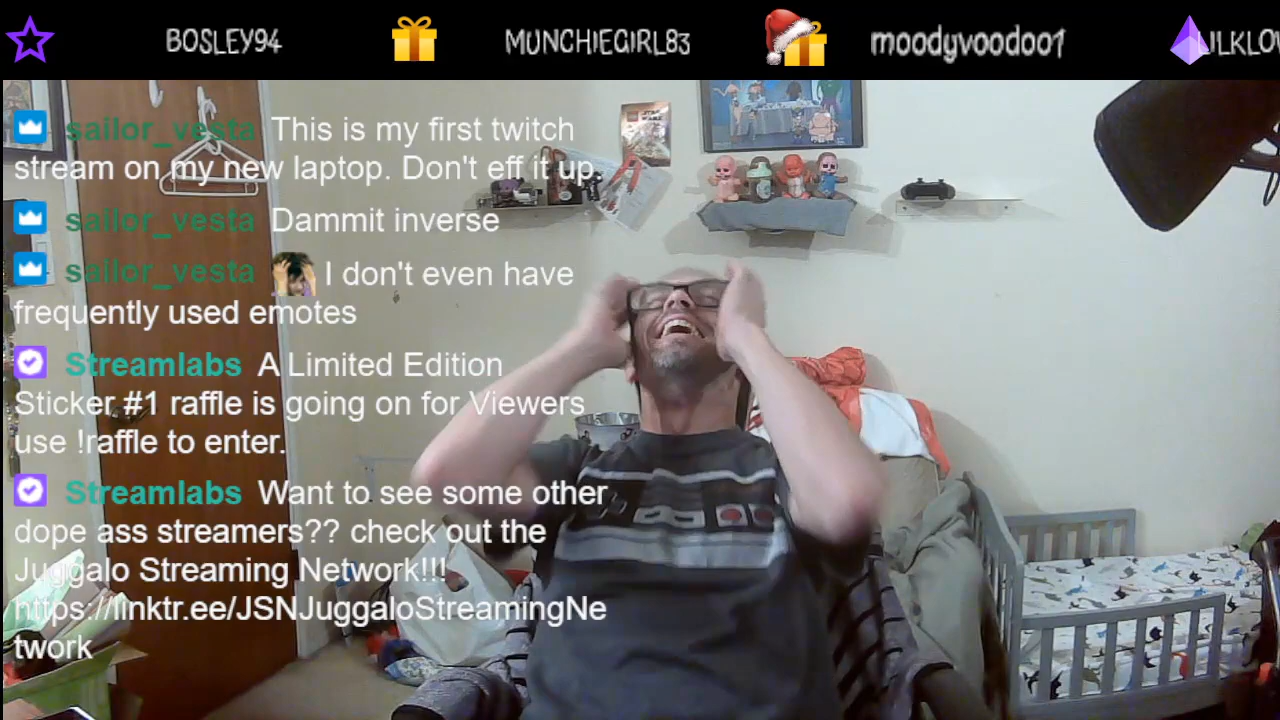 BOSLEY94
MUNCHIEGIRL83
moodyvoodoo1
sailor_vesta This is my first twitch
stream on my new laptop. Don't eff it up.
sailor_vesta Dammit inverse
sailor_vesta I don't even have
frequently used emotes
Streamlabs A Limited Edition
Sticker #1 raffle is going on for Viewers
use !raffle to enter.
Streamlabs Want to see some other
dope ass streamers?? check out the
Juggalo Streaming Network!!!
https://linktr.ee/JSNJuggaloStreamingNe
twork
STAR
WARS